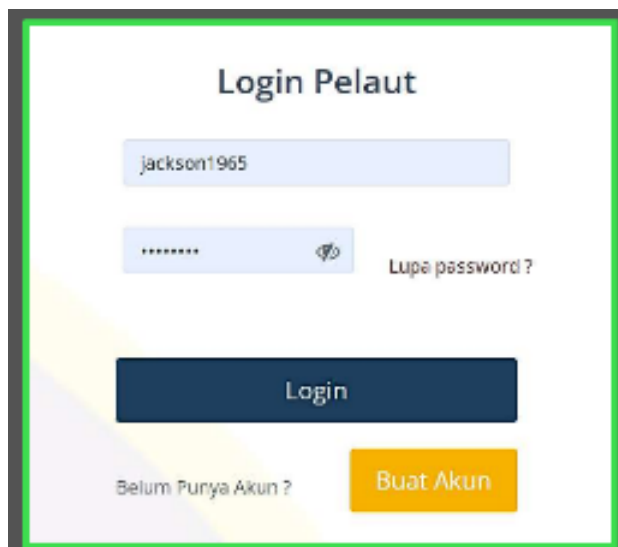 Login Pelaut
jackson1965
••••••••
Lupa password ?
Login
Belum Punya Akun ?
Buat Akun